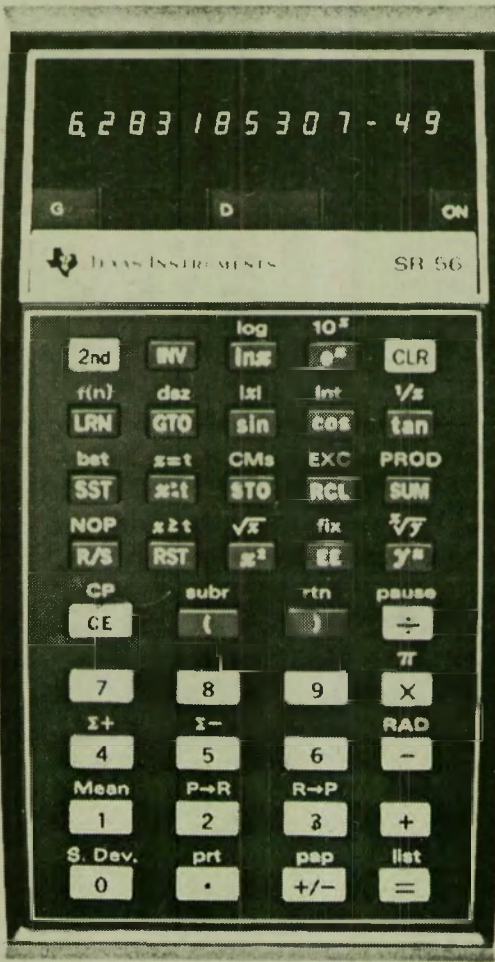 6.283185307-49
G D ON
TEXAS INSTRUMENTS SR 56
log 10ˣ
2nd INV lnx eˣ CLR
f(n) dsz |x| int 1/x
LRN GTO sin cos tan
bst x=t CMs EXC PROD
SST x:t STO RCL SUM
NOP x≥t √x fix ˣ√y
R/S RST x² EE yˣ
CP subr rtn pause
CE ( ) ÷
π
7 8 9 ×
Σ+ Σ- RAD
4 5 6 −
Mean P→R R→P
1 2 3 +
S. Dev. prt pap list
0 . +/− =